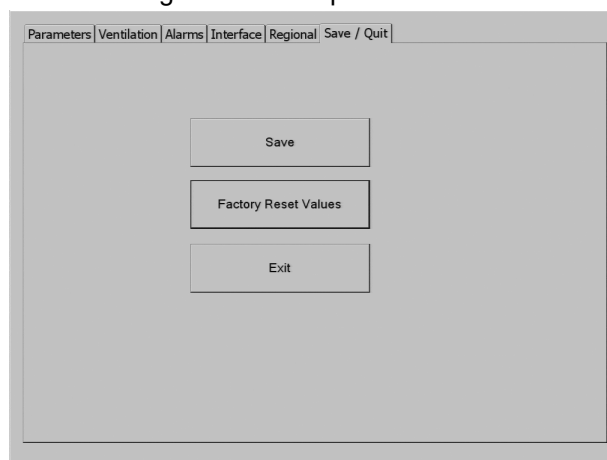 Parameters Ventilation Alarms Interface Regional Save / Quit
Save
Factory Reset Values
Exit